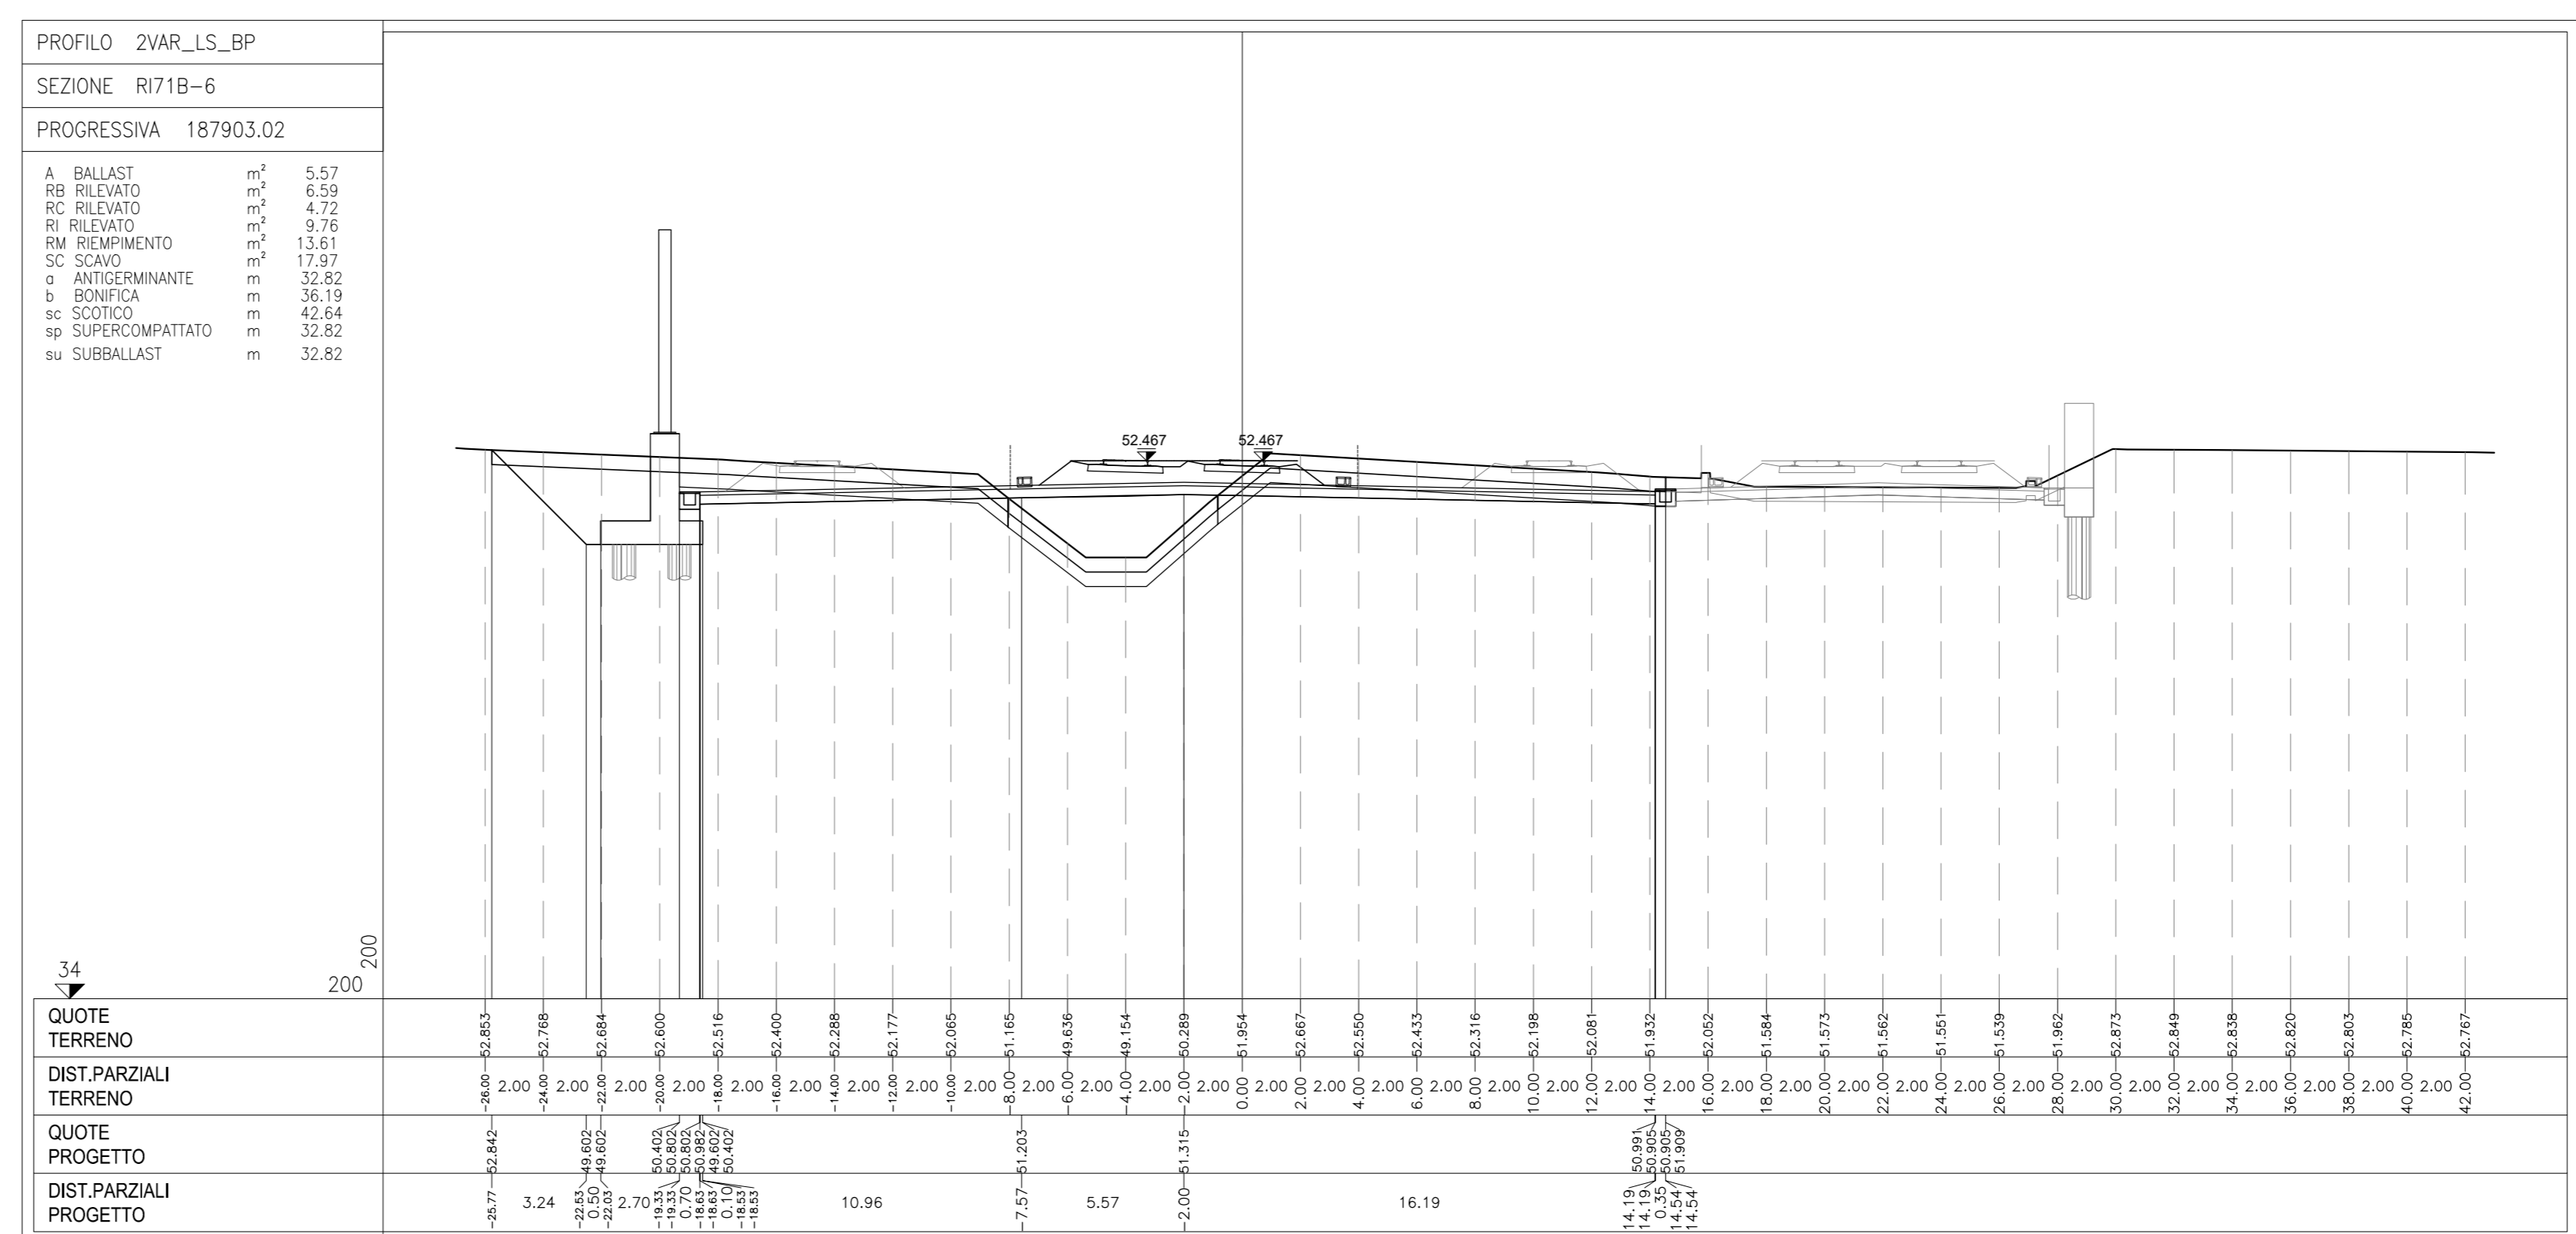 PROFILO 2VAR_LS_BP
SEZIONE RI71B-6
PROGRESSIVA 187903.02
A BALLAST m² 5.57
RB RILEVATO m² 6.59
RC RILEVATO m² 4.72
RI RILEVATO m² 9.76
RM RIEMPIMENTO m² 13.61
SC SCAVO m² 17.97
a ANTIGERMINANTE m 32.82
b BONIFICA m 36.19
sc SCOTICO m 42.64
sp SUPERCOMPATTATO m 32.82
su SUBBALLAST m 32.82
52.467 52.467
34
200
200
QUOTE
TERRENO
52.853 52.768 52.684 52.600 52.516 52.400 52.288 52.177 52.065 51.165 49.636 49.154 50.289 51.954 52.667 52.550 52.433 52.316 52.198 52.081 51.932 52.052 51.584 51.573 51.562 51.551 51.539 51.962 52.873 52.849 52.838 52.820 52.803 52.785 52.767
DIST.PARZIALI
TERRENO
-26.00 2.00 -24.00 2.00 -22.00 2.00 -20.00 2.00 -18.00 2.00 -16.00 2.00 -14.00 2.00 -12.00 2.00 -10.00 2.00 -8.00 2.00 -6.00 2.00 -4.00 2.00 -2.00 2.00 0.00 2.00 2.00 2.00 4.00 2.00 6.00 2.00 8.00 2.00 10.00 2.00 12.00 2.00 14.00 2.00 16.00 2.00 18.00 2.00 20.00 2.00 22.00 2.00 24.00 2.00 26.00 2.00 28.00 2.00 30.00 2.00 32.00 2.00 34.00 2.00 36.00 2.00 38.00 2.00 40.00 2.00 42.00
QUOTE
PROGETTO
52.842 49.602 49.602 50.402 50.802 50.802 50.982 49.602 50.402 51.203 51.315 50.991 50.905 50.905 51.909
DIST.PARZIALI
PROGETTO
-25.77 3.24 -22.53 0.50 -22.03 2.70 -19.33 -19.33 0.70 -18.63 -18.63 0.10 -18.53 -18.53 10.96 -7.57 5.57 -2.00 16.19 14.19 14.19 0.35 14.54 14.54